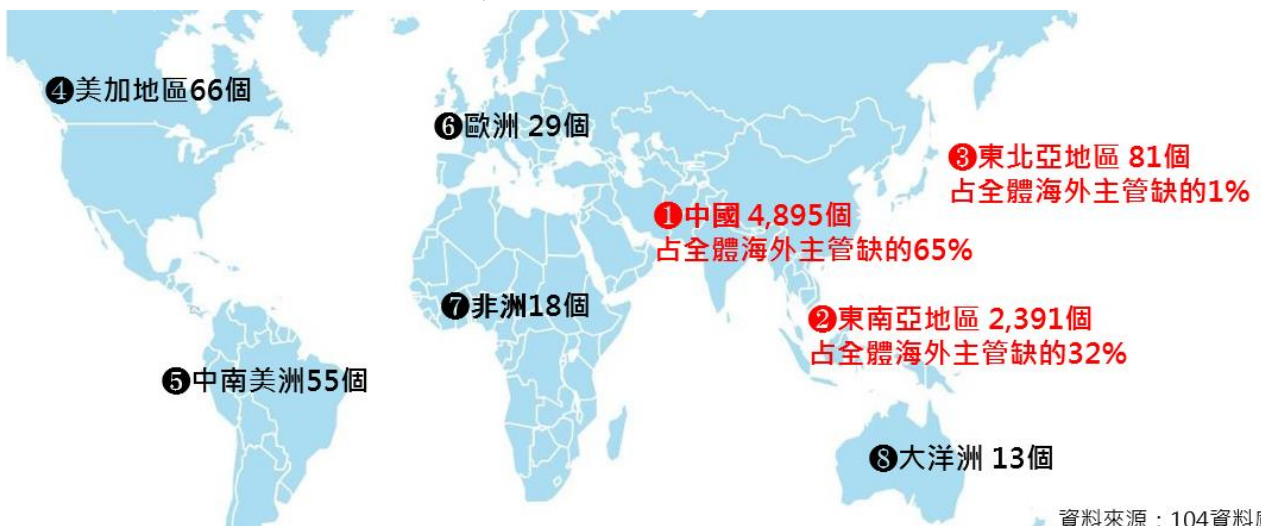 ❹美加地區66個
❻歐洲 29個
❸東北亞地區 81個
占全體海外主管缺的1%
❶中國 4,895個
占全體海外主管缺的65%
❼非洲18個
❷東南亞地區 2,391個
占全體海外主管缺的32%
❺中南美洲55個
❽大洋洲 13個
資料來源：104資料